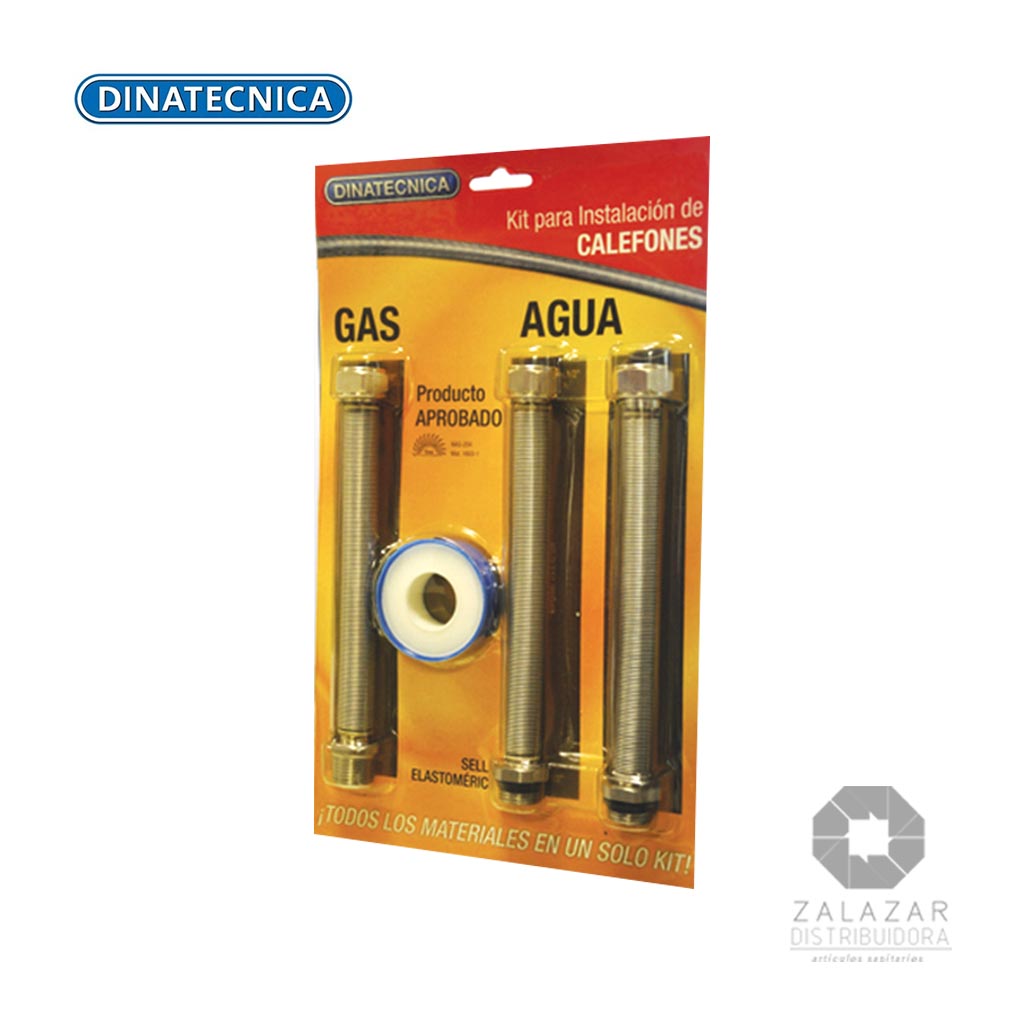 DINATECNICA
DINATECNICA
Kit para Instalación de
CALEFONES
GAS
AGUA
Producto
APROBADO
SELL
ELASTOMÉRIC
¡TODOS LOS MATERIALES EN UN SOLO KIT!
ZALAZAR
DISTRIBUIDORA
artículos sanitarios